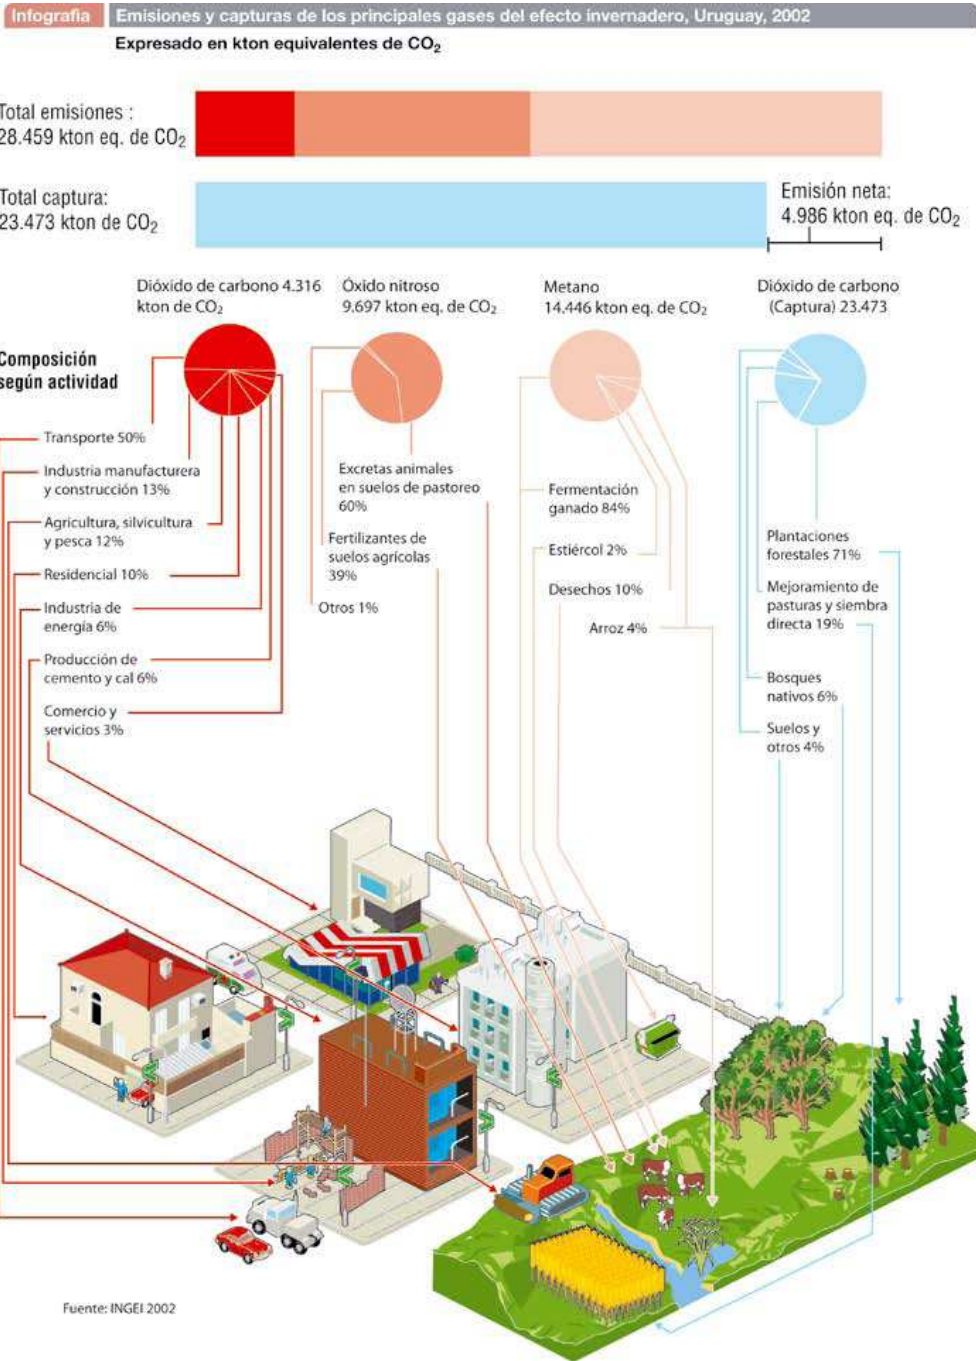 Infografia Emisiones y capturas de los principales gases del efecto invernadero, Uruguay, 2002
Expresado en kton equivalentes de CO₂
Total emisiones :
28.459 kton eq. de CO₂
Total captura:
23.473 kton de CO₂
Emisión neta:
4.986 kton eq. de CO₂
Dióxido de carbono 4.316
kton de CO₂
Óxido nitroso
9.697 kton eq. de CO₂
Metano
14.446 kton eq. de CO₂
Dióxido de carbono
(Captura) 23.473
Composición
según actividad
Transporte 50%
Industria manufacturera
y construcción 13%
Agricultura, silvicultura
y pesca 12%
Residencial 10%
Industria de
energía 6%
Producción de
cemento y cal 6%
Comercio y
servicios 3%
Excretas animales
en suelos de pastoreo
60%
Fertilizantes de
suelos agrícolas
39%
Otros 1%
Fermentación
ganado 84%
Estiércol 2%
Desechos 10%
Arroz 4%
Plantaciones
forestales 71%
Mejoramiento de
pasturas y siembra
directa 19%
Bosques
nativos 6%
Suelos y
otros 4%
Fuente: INGEI 2002